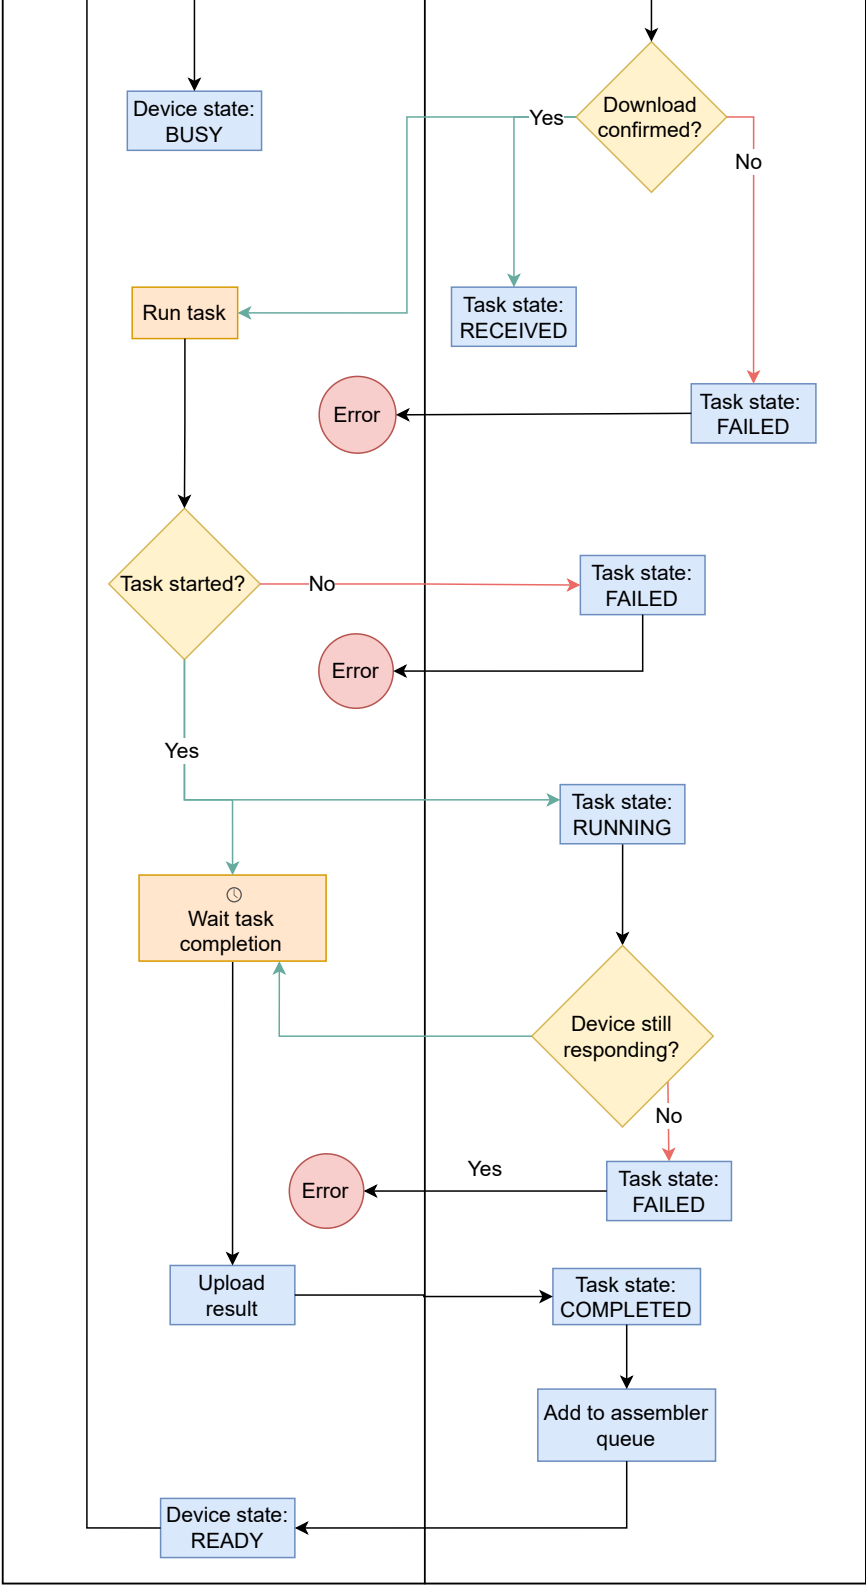 Device state:
BUSY
Download
confirmed?
Yes
No
Run task
Task state:
RECEIVED
Task state:
FAILED
Error
Task started?
No
Task state:
FAILED
Error
Yes
Task state:
RUNNING
Wait task
completion
Device still
responding?
No
Yes
Task state:
FAILED
Error
Upload
result
Task state:
COMPLETED
Add to assembler
queue
Device state:
READY